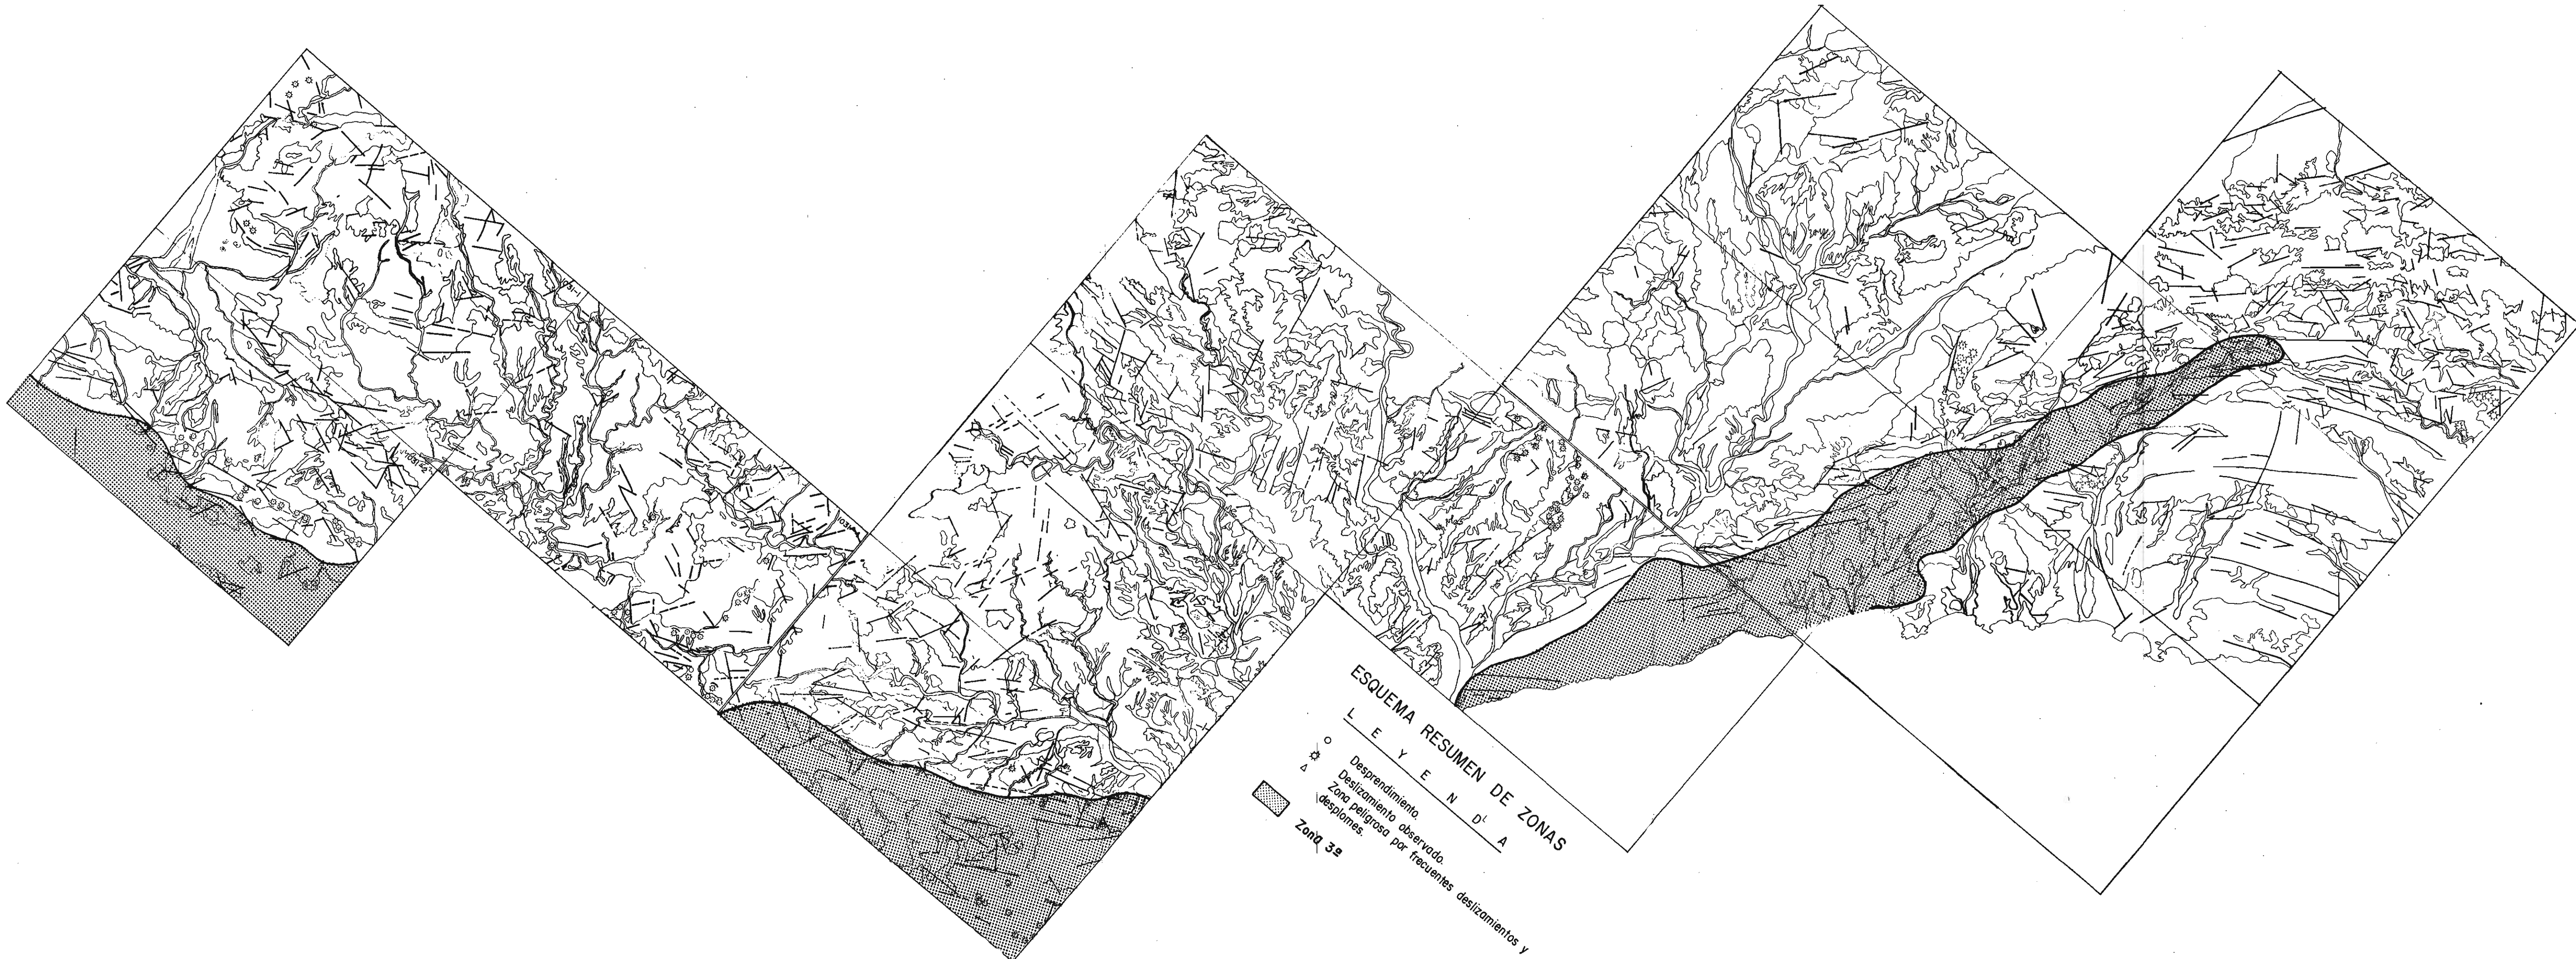 ESQUEMA RESUMEN DE ZONAS
L E Y E N D A
Desprendimiento.
Deslizamiento observado.
Zona peligrosa por frecuentes deslizamientos y
desplomes.
Zona 3ª